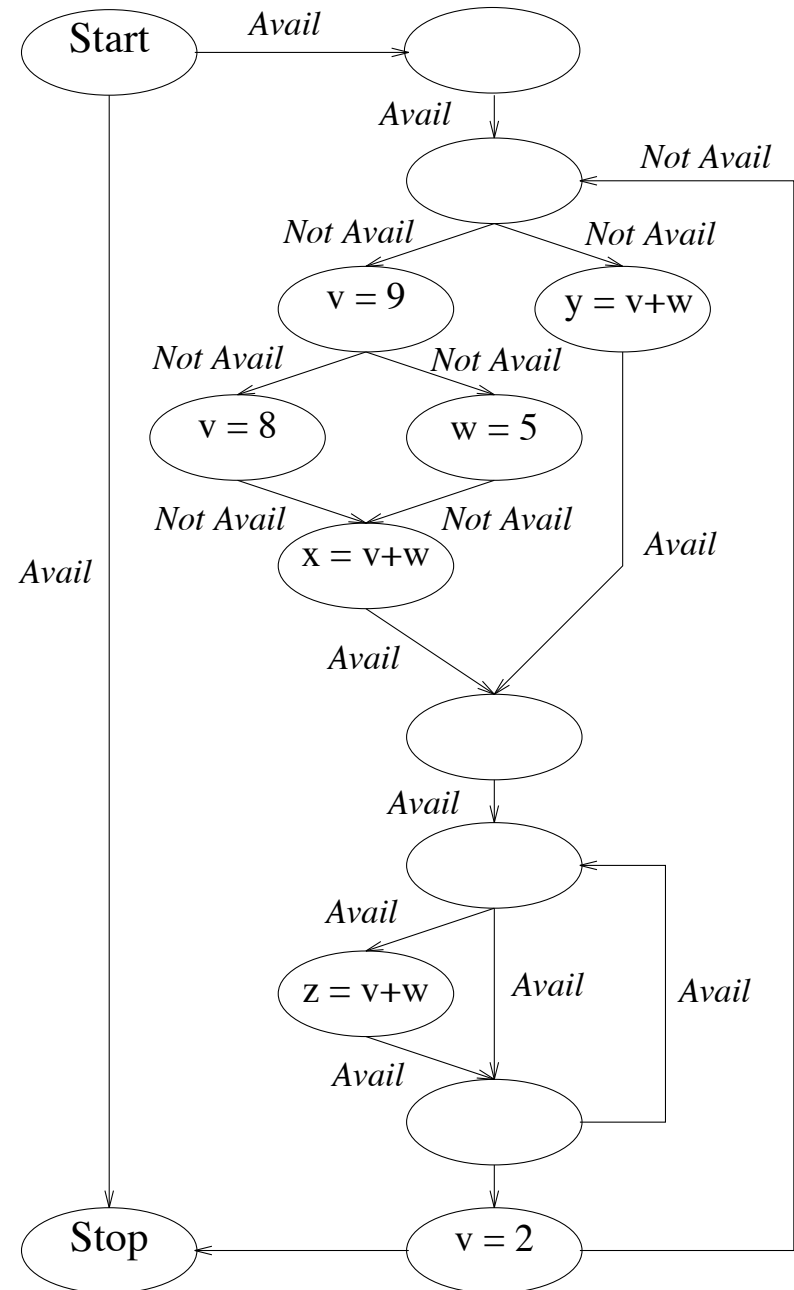 Start
Avail
Avail
Not Avail
Not Avail
Not Avail
v = 9
y = v+w
Not Avail
Not Avail
v = 8
w = 5
Not Avail
Not Avail
Avail
x = v+w
Avail
Avail
Avail
Avail
z = v+w
Avail
Avail
Avail
Stop
v = 2